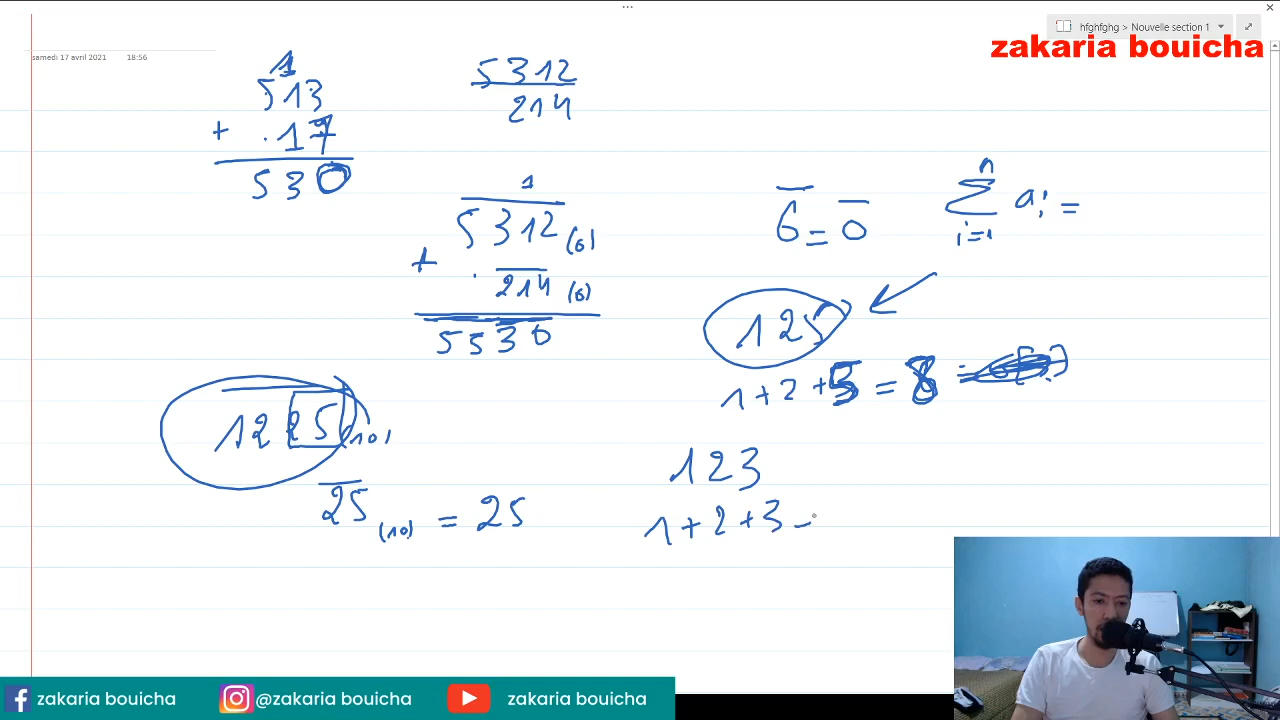 hfghfghg > Nouvelle section 1
zakaria bouicha
samedi 17 avril 2021 18:56
1
513
+ .17
530
5312
214
1
5312(6)
+ .214(6)
5530
6 = 0
n
∑ ai =
i=1
125
1+2+5 = 8 =
1225(10)
25(10) = 25
123
1+2+3 -
zakaria bouicha
@zakaria bouicha
zakaria bouicha